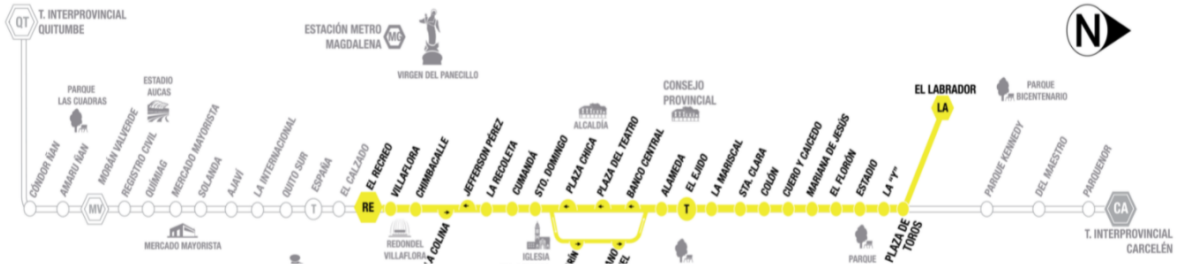 QT
T. INTERPROVINCIAL
QUITUMBE
ESTACIÓN METRO
MAGDALENA
MG
VIRGEN DEL PANECILLO
N
PARQUE
LAS CUADRAS
ESTADIO
AUCAS
CONSEJO
PROVINCIAL
ALCALDÍA
EL LABRADOR
LA
PARQUE
BICENTENARIO
CÓNDOR ÑAN
AMARU ÑAN
MORÁN VALVERDE
REGISTRO CIVIL
QUÍMIAG
MERCADO MAYORISTA
SOLANDA
AJAVÍ
LA INTERNACIONAL
QUITO SUR
ESPAÑA
EL CALZADO
EL RECREO
VILLAFLORA
CHIMBACALLE
JEFFERSON PÉREZ
LA RECOLETA
CUMANDÁ
STO. DOMINGO
PLAZA CHICA
PLAZA DEL TEATRO
BANCO CENTRAL
ALAMEDA
EL EJIDO
LA MARISCAL
STA. CLARA
COLÓN
CUERO Y CAICEDO
MARIANA DE JESÚS
EL FLORÓN
ESTADIO
LA "Y"
PARQUE KENNEDY
DEL MAESTRO
PARQUENOR
MV
T
RE
T
CA
MERCADO MAYORISTA
REDONDEL
VILLAFLORA
LA COLINA
IGLESIA
PARQUE
PLAZA DE
TOROS
T. INTERPROVINCIAL
CARCELÉN